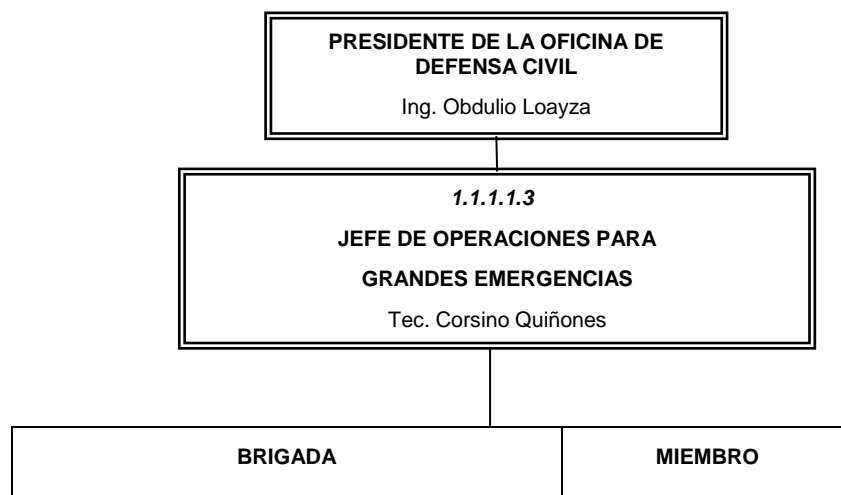 PRESIDENTE DE LA OFICINA DE
DEFENSA CIVIL
Ing. Obdulio Loayza
1.1.1.1.3
JEFE DE OPERACIONES PARA
GRANDES EMERGENCIAS
Tec. Corsino Quiñones
BRIGADA
MIEMBRO